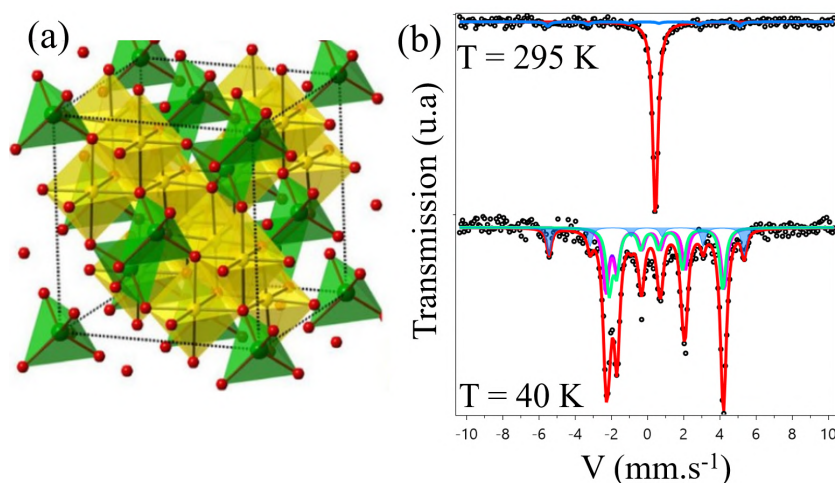 (a)
(b)
T = 295 K
Transmission (u.a)
T = 40 K
-10 -8 -6 -4 -2 0 2 4 6 8 10
V (mm.s⁻¹)